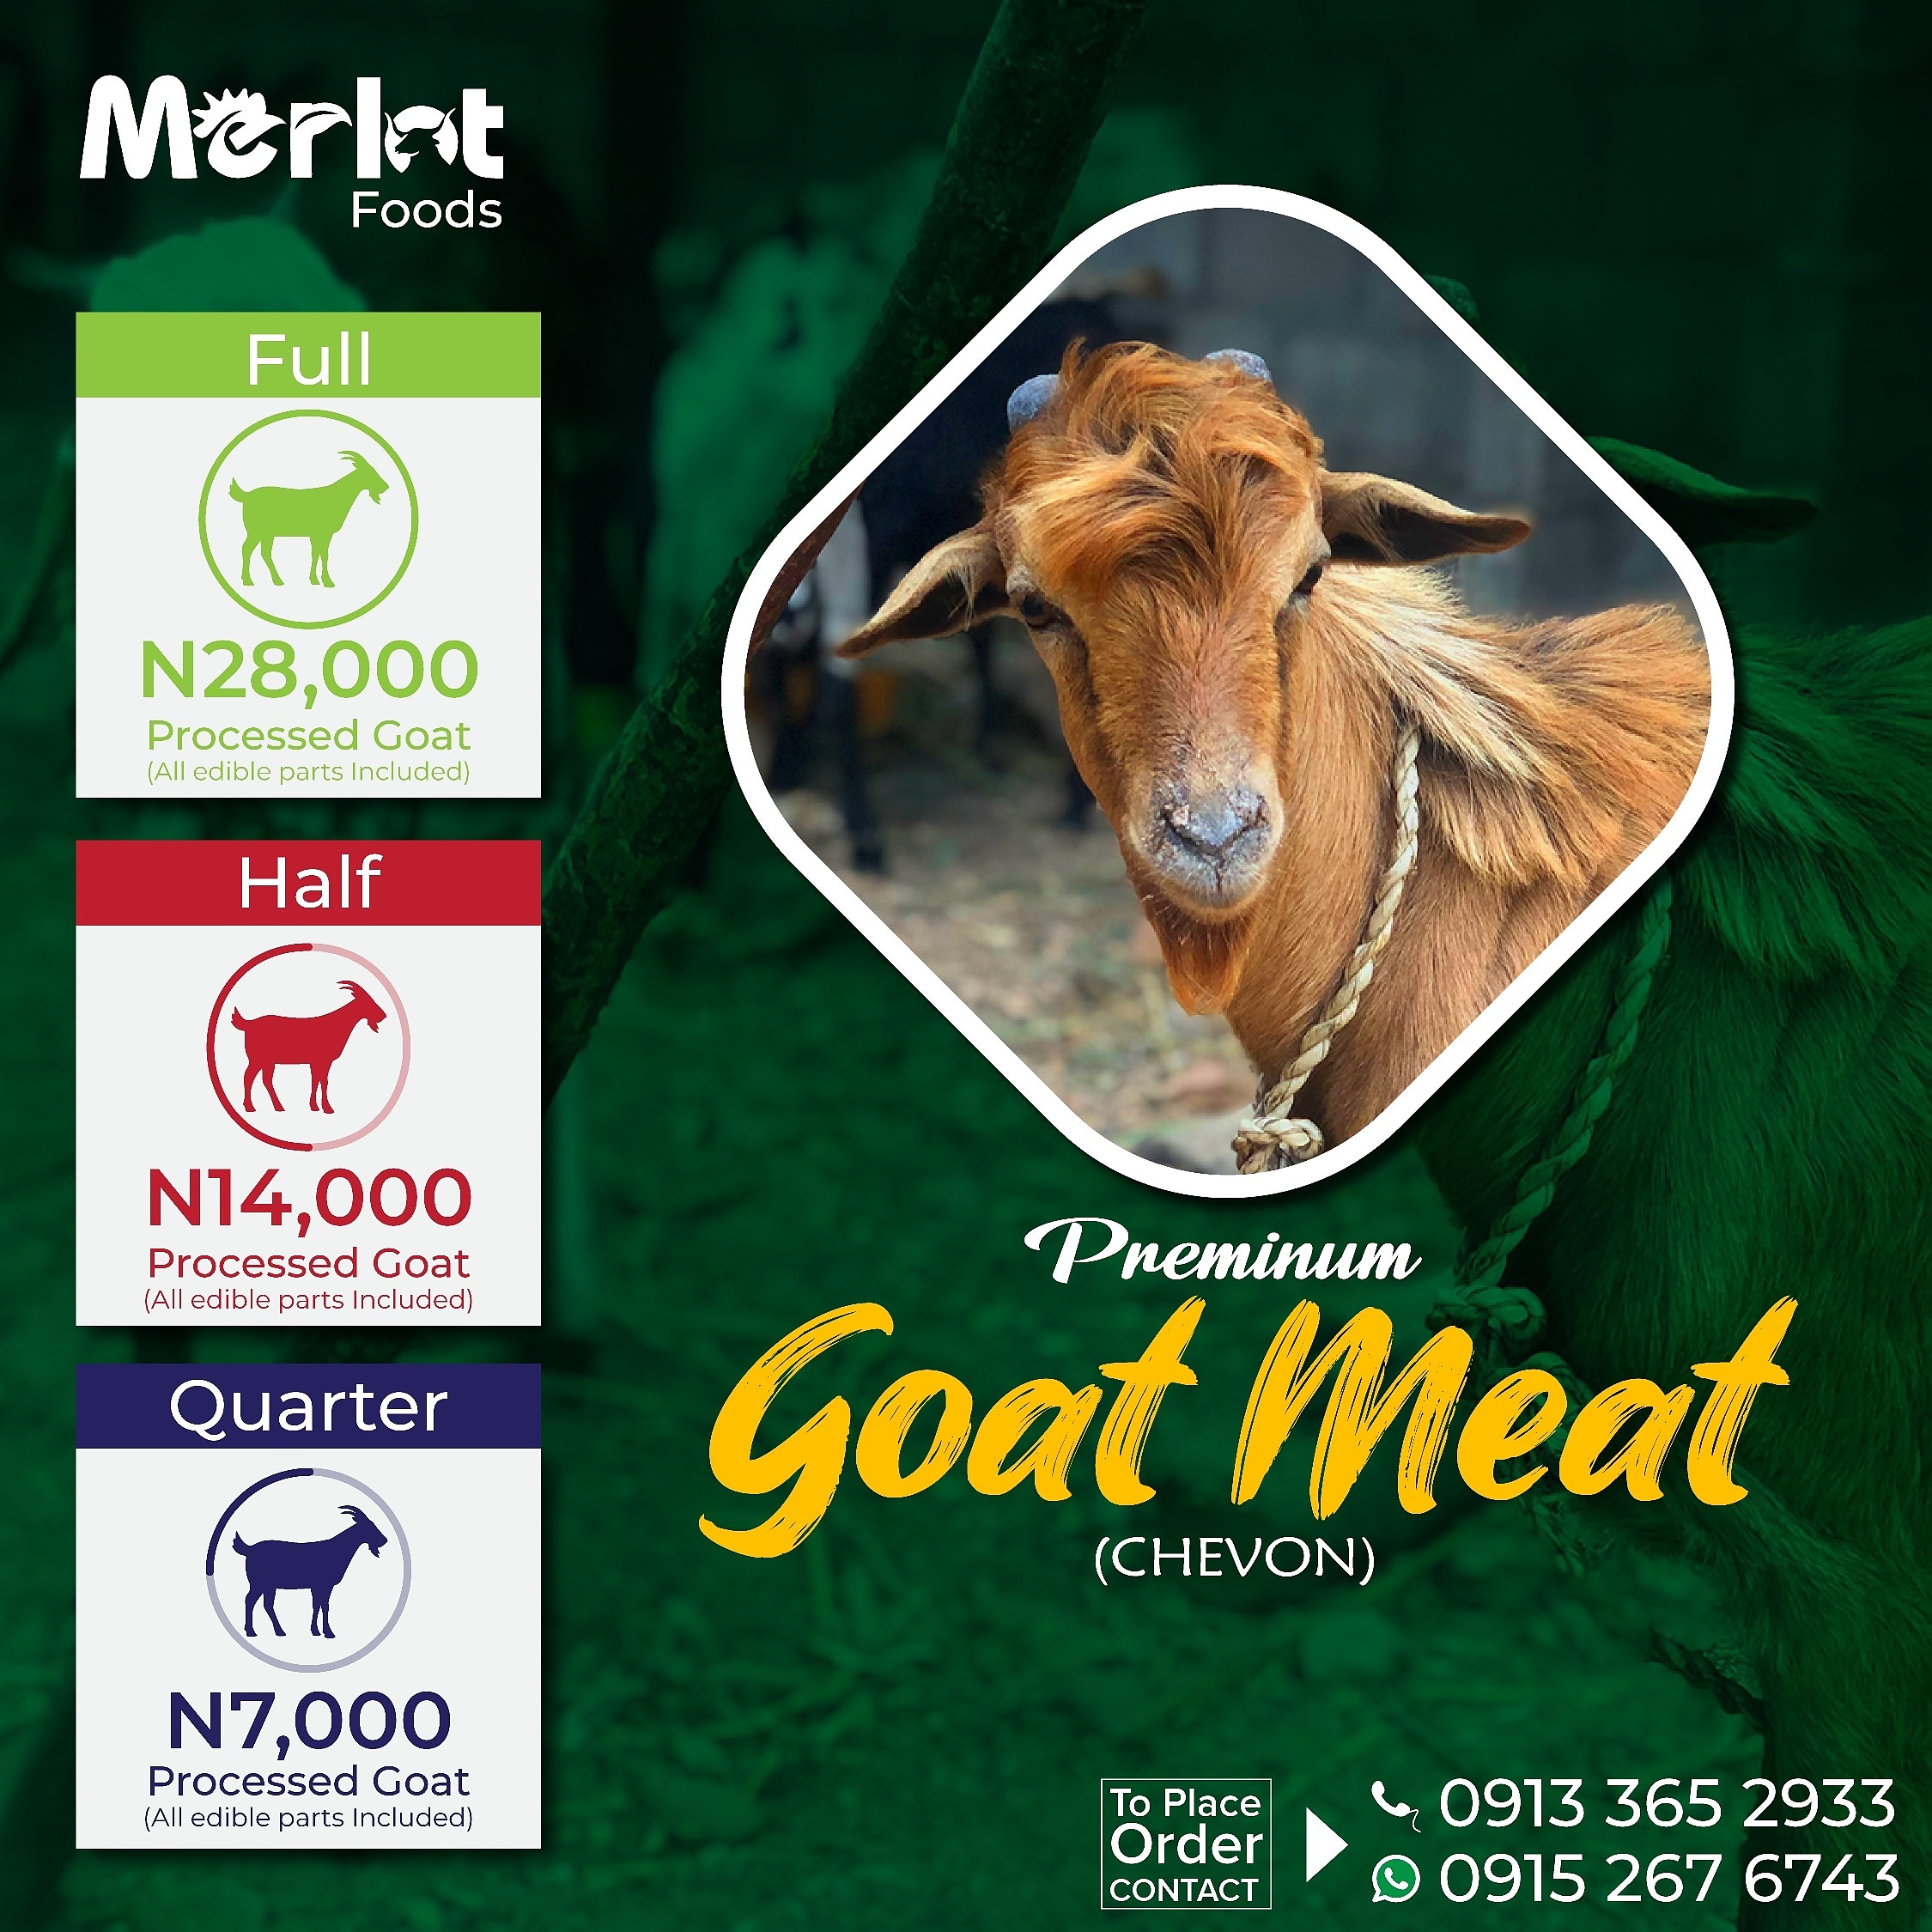 Merlot
Foods
Full
N28,000
Processed Goat
(All edible parts Included)
Half
N14,000
Processed Goat
(All edible parts Included)
Quarter
N7,000
Processed Goat
(All edible parts Included)
Preminum
Goat Meat
(CHEVON)
To Place
Order
CONTACT
0913 365 2933
0915 267 6743